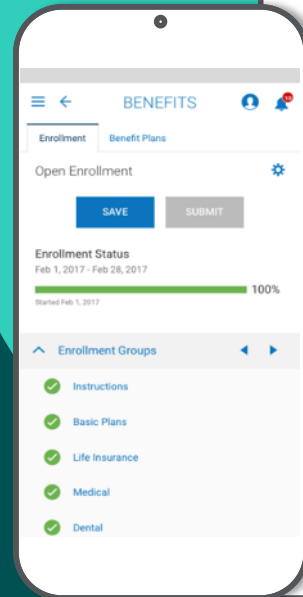 BENEFITS
Enrollment Benefit Plans
Open Enrollment
SAVE SUBMIT
Enrollment Status
Feb 1, 2017 - Feb 28, 2017
100%
Started Feb 1, 2017
Enrollment Groups
Instructions
Basic Plans
Life Insurance
Medical
Dental